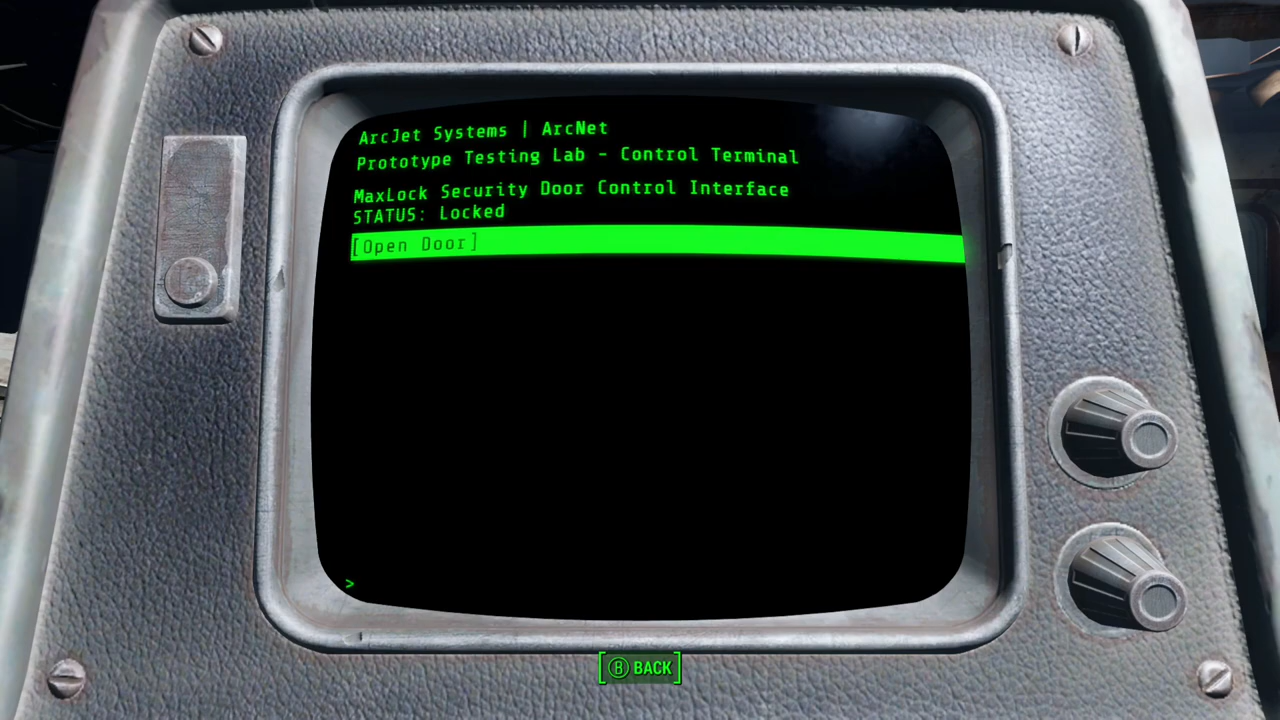 ArcJet Systems | ArcNet
Prototype Testing Lab - Control Terminal
MaxLock Security Door Control Interface
STATUS: Locked
[Open Door]
>
[Ⓑ BACK]